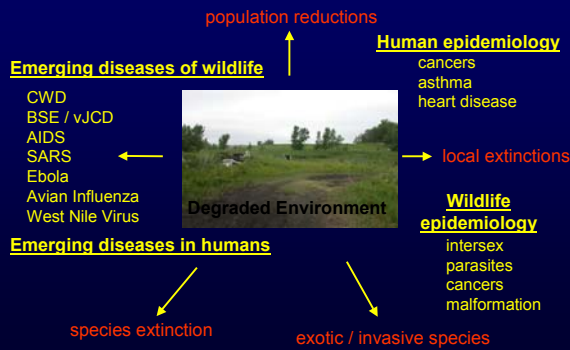 population reductions
Emerging diseases of wildlife
CWD
BSE / vJCD
AIDS
SARS
Ebola
Avian Influenza
West Nile Virus
Emerging diseases in humans
Degraded Environment
Human epidemiology
cancers
asthma
heart disease
local extinctions
Wildlife
epidemiology
intersex
parasites
cancers
malformation
species extinction
exotic / invasive species